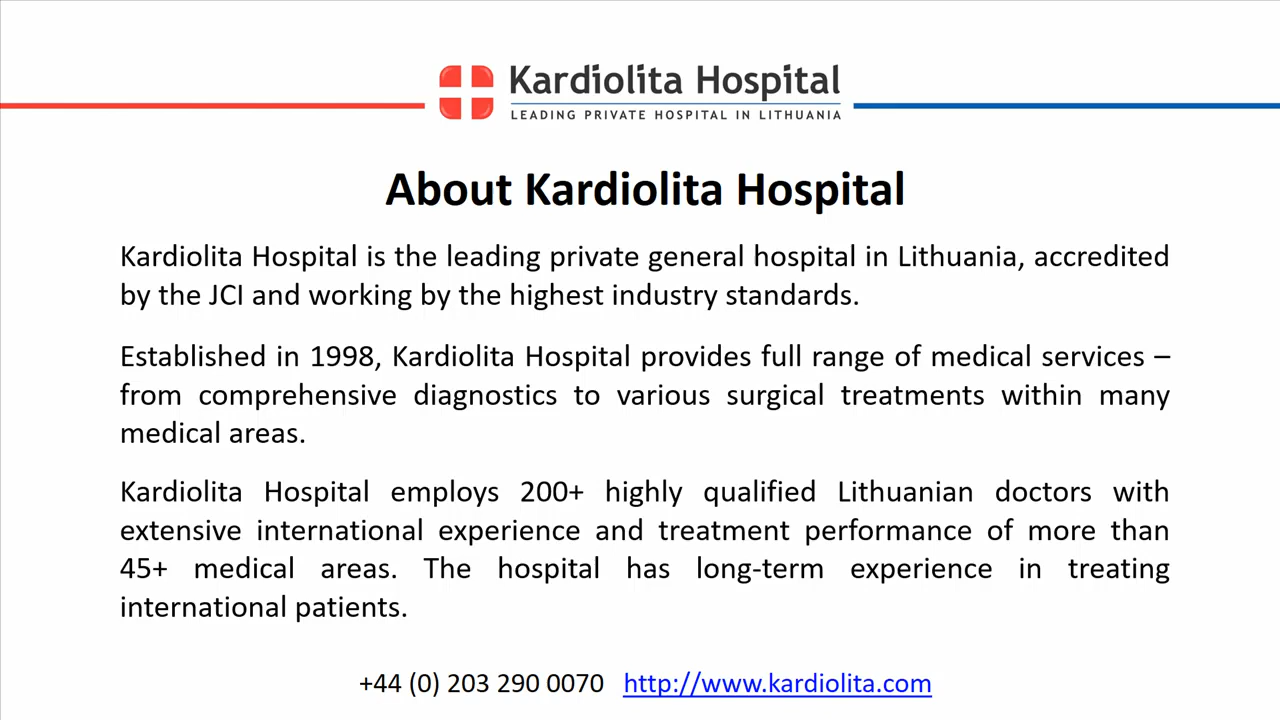 Kardiolita Hospital
LEADING PRIVATE HOSPITAL IN LITHUANIA
About Kardiolita Hospital
Kardiolita Hospital is the leading private general hospital in Lithuania, accredited
by the JCI and working by the highest industry standards.
Established in 1998, Kardiolita Hospital provides full range of medical services –
from comprehensive diagnostics to various surgical treatments within many
medical areas.
Kardiolita Hospital employs 200+ highly qualified Lithuanian doctors with
extensive international experience and treatment performance of more than
45+ medical areas. The hospital has long-term experience in treating
international patients.
+44 (0) 203 290 0070 http://www.kardiolita.com